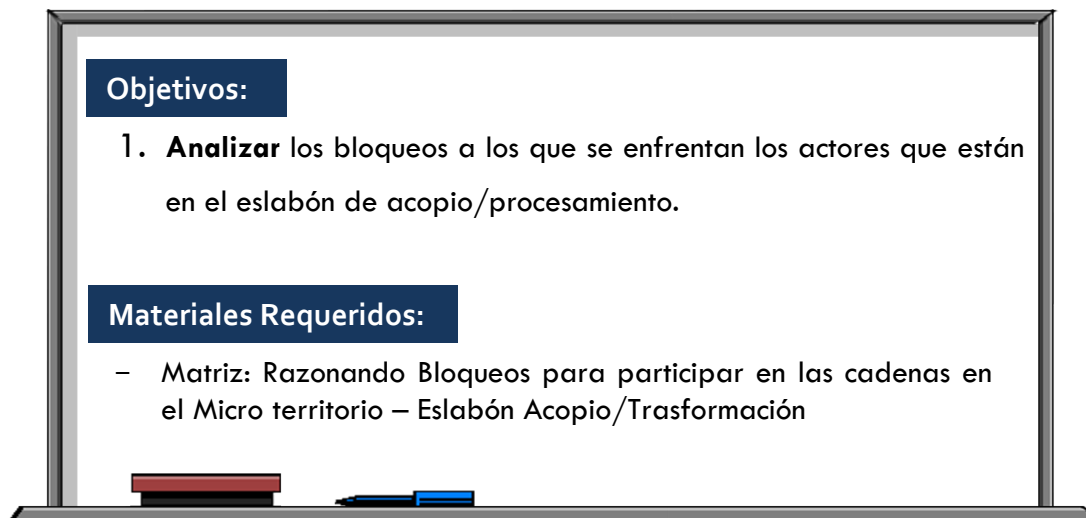 Objetivos:
1. Analizar los bloqueos a los que se enfrentan los actores que están
en el eslabón de acopio/procesamiento.
Materiales Requeridos:
– Matriz: Razonando Bloqueos para participar en las cadenas en
el Micro territorio – Eslabón Acopio/Trasformación